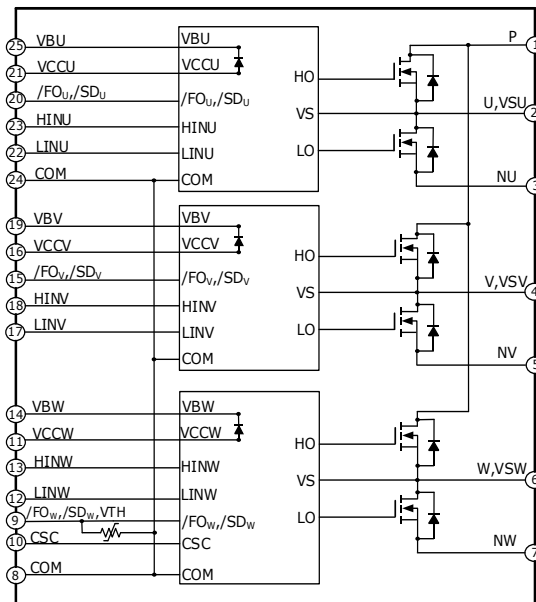 25 VBU VBU P 1
21 VCCU VCCU
20 /FOU,/SDU /FOU,/SDU HO
23 HINU HINU VS U,VSU 2
22 LINU LINU LO
24 COM COM NU 3
19 VBV VBV
16 VCCV VCCV
15 /FOV,/SDV /FOV,/SDV HO
18 HINV HINV VS V,VSV 4
17 LINV LINV LO
COM NV 5
14 VBW VBW
11 VCCW VCCW HO
13 HINW HINW
12 LINW LINW VS W,VSW 6
9 /FOW,/SDW,VTH /FOW,/SDW LO
10 CSC CSC
8 COM COM NW 7